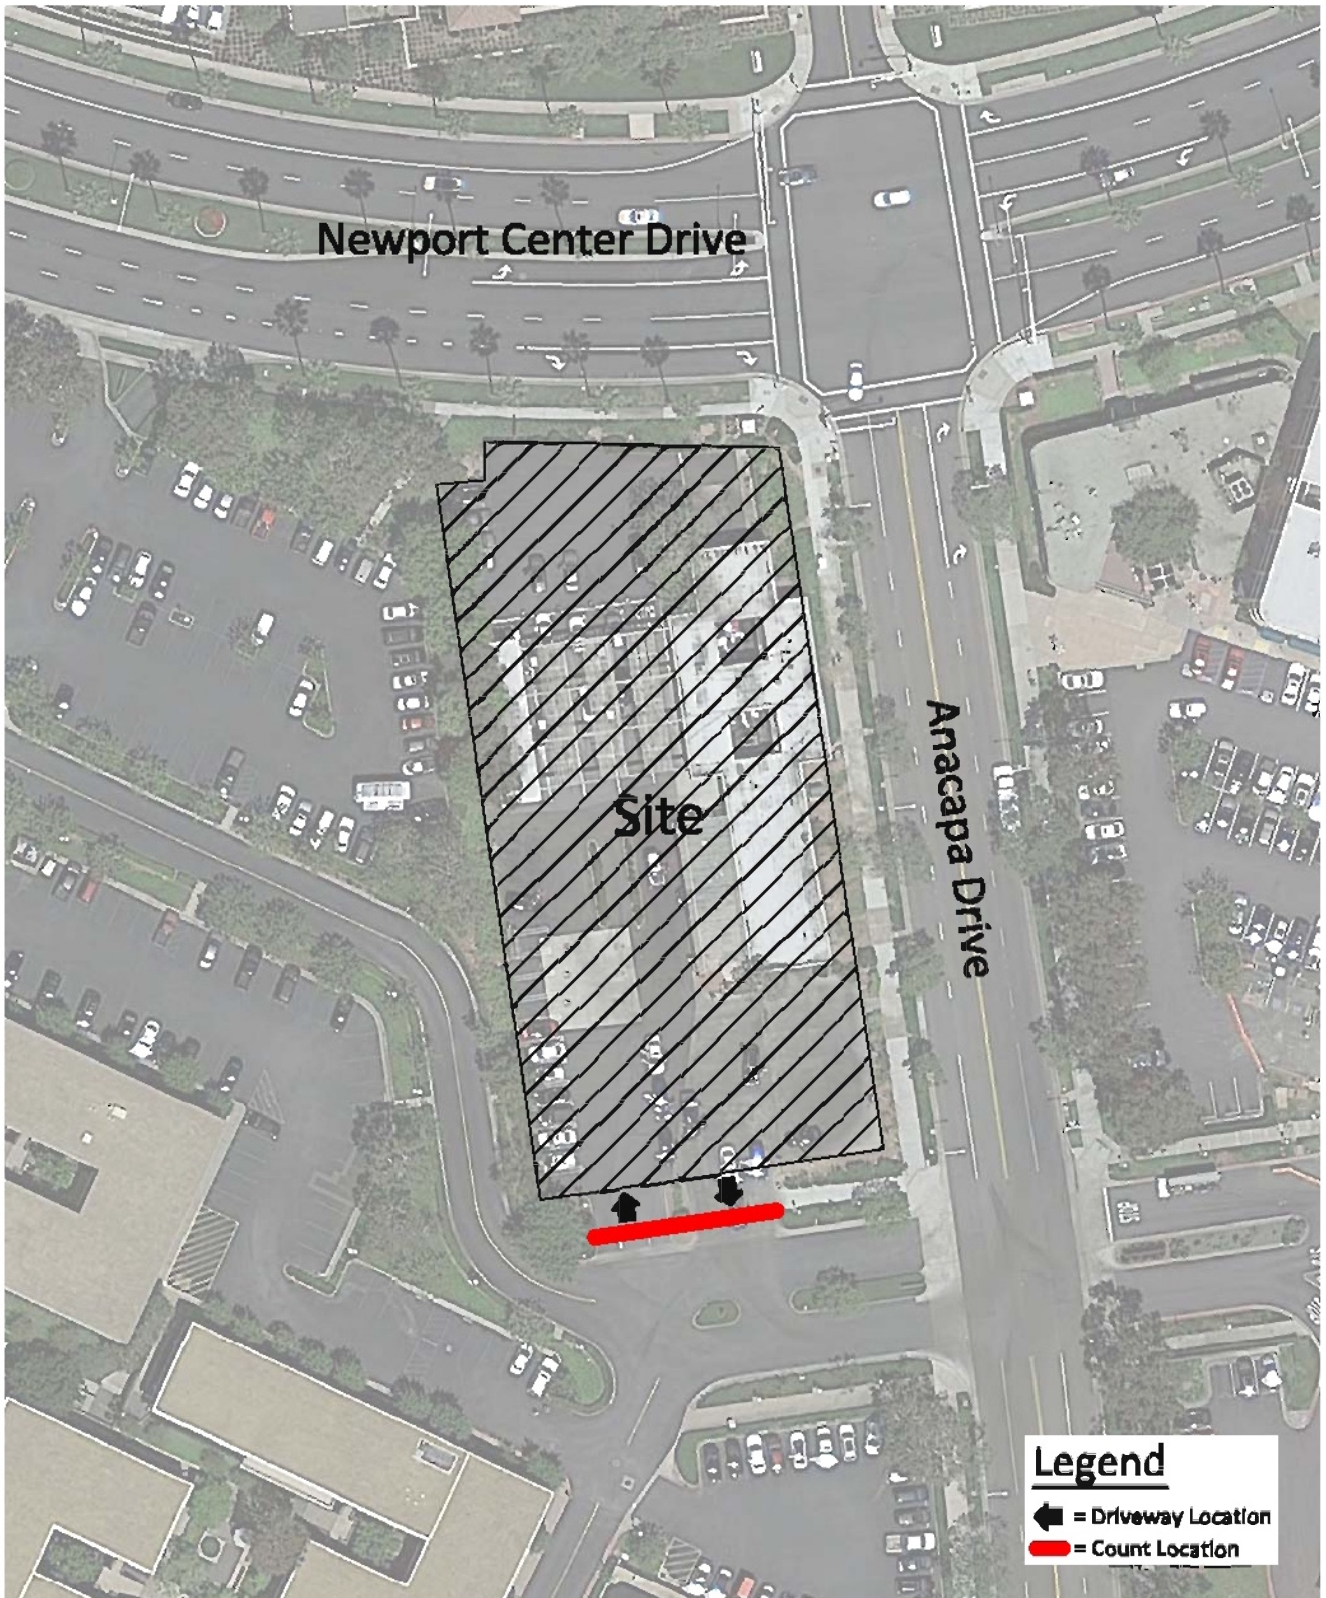 Newport Center Drive
Site
Anacapa Drive
Legend
= Driveway Location
= Count Location